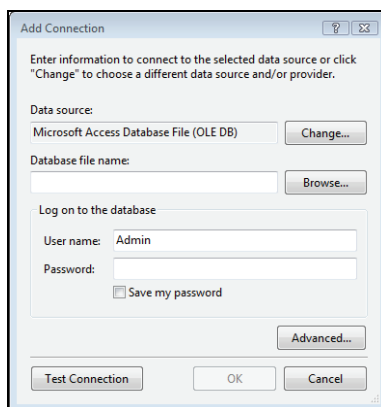 Add Connection
Enter information to connect to the selected data source or click
"Change" to choose a different data source and/or provider.
Data source:
Microsoft Access Database File (OLE DB)
Change...
Database file name:
Browse...
Log on to the database
User name:
Admin
Password:
Save my password
Advanced...
Test Connection
OK
Cancel